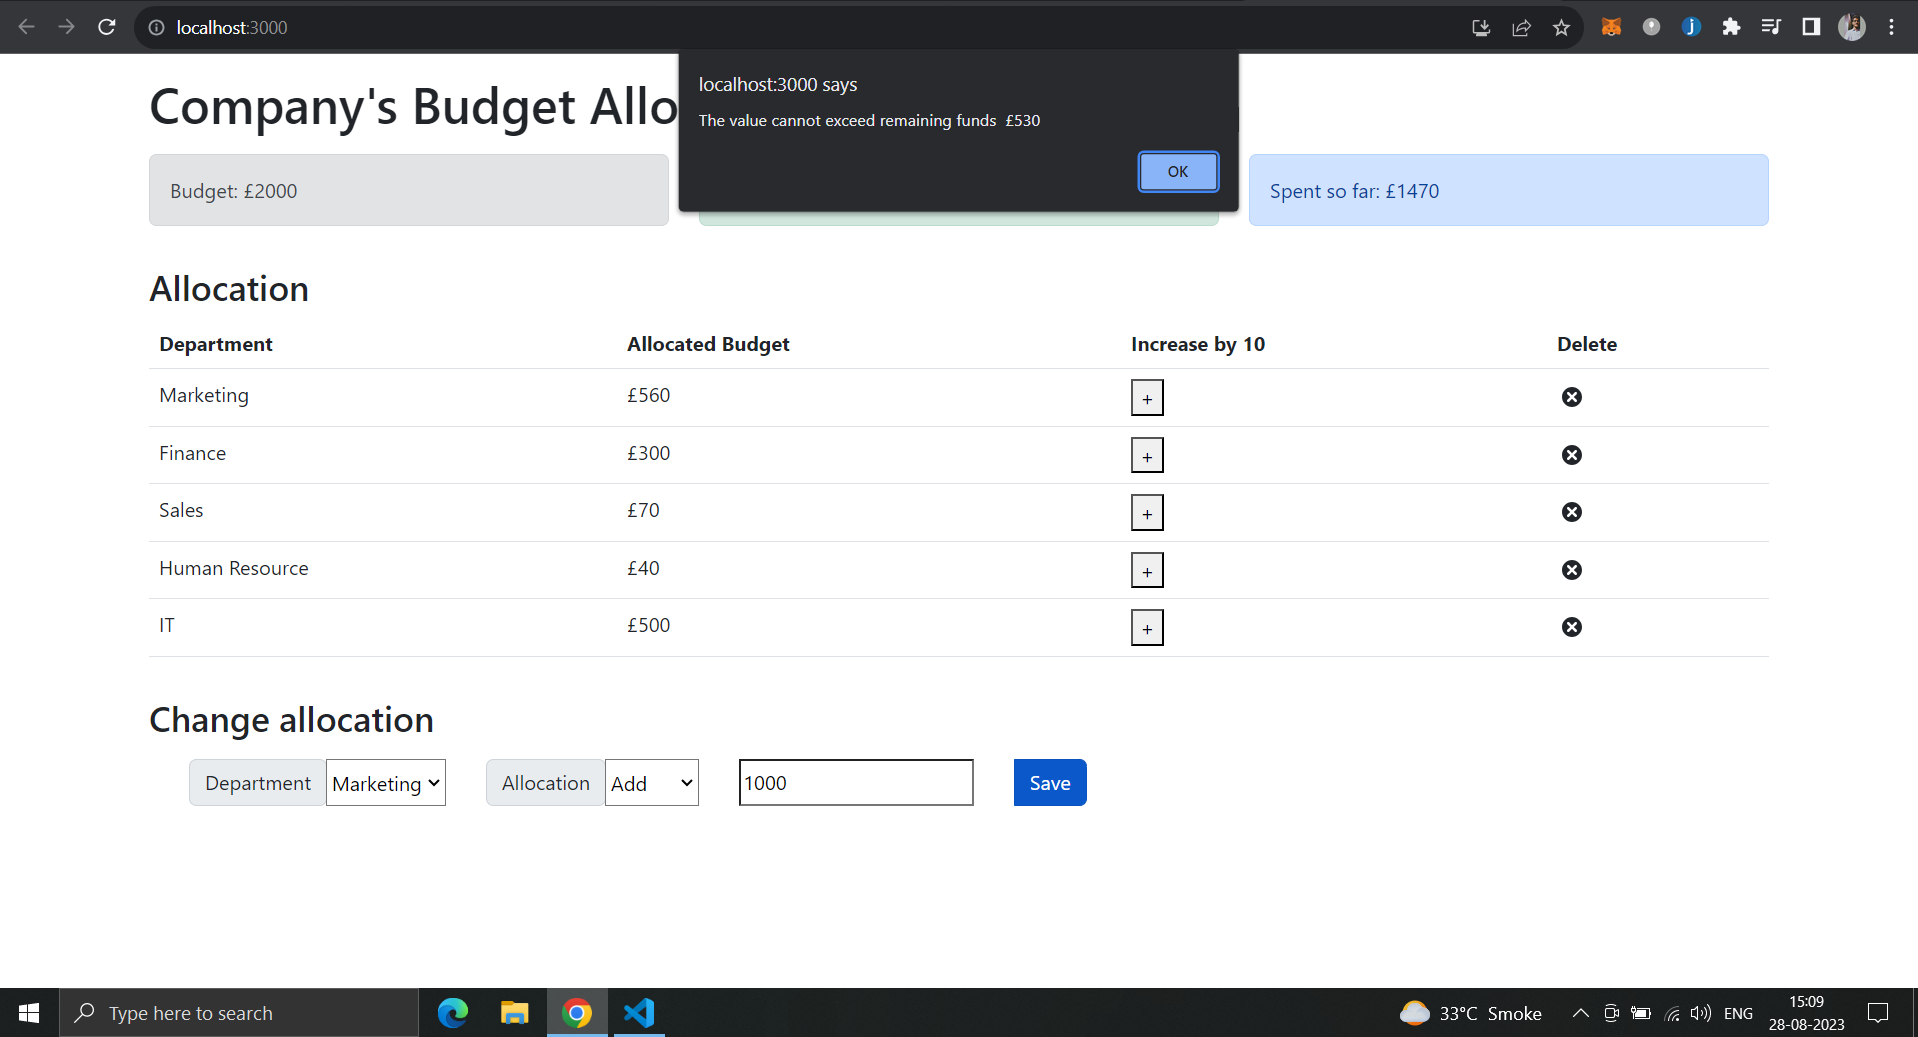 localhost:3000
localhost:3000 says
The value cannot exceed remaining funds £530
OK
Company's Budget Allo
Budget: £2000
Spent so far: £1470
Allocation
Department Allocated Budget Increase by 10 Delete
Marketing £560 +
Finance £300 +
Sales £70 +
Human Resource £40 +
IT £500 +
Change allocation
Department Marketing Allocation Add 1000 Save
Type here to search
33°C Smoke
ENG
15:09
28-08-2023